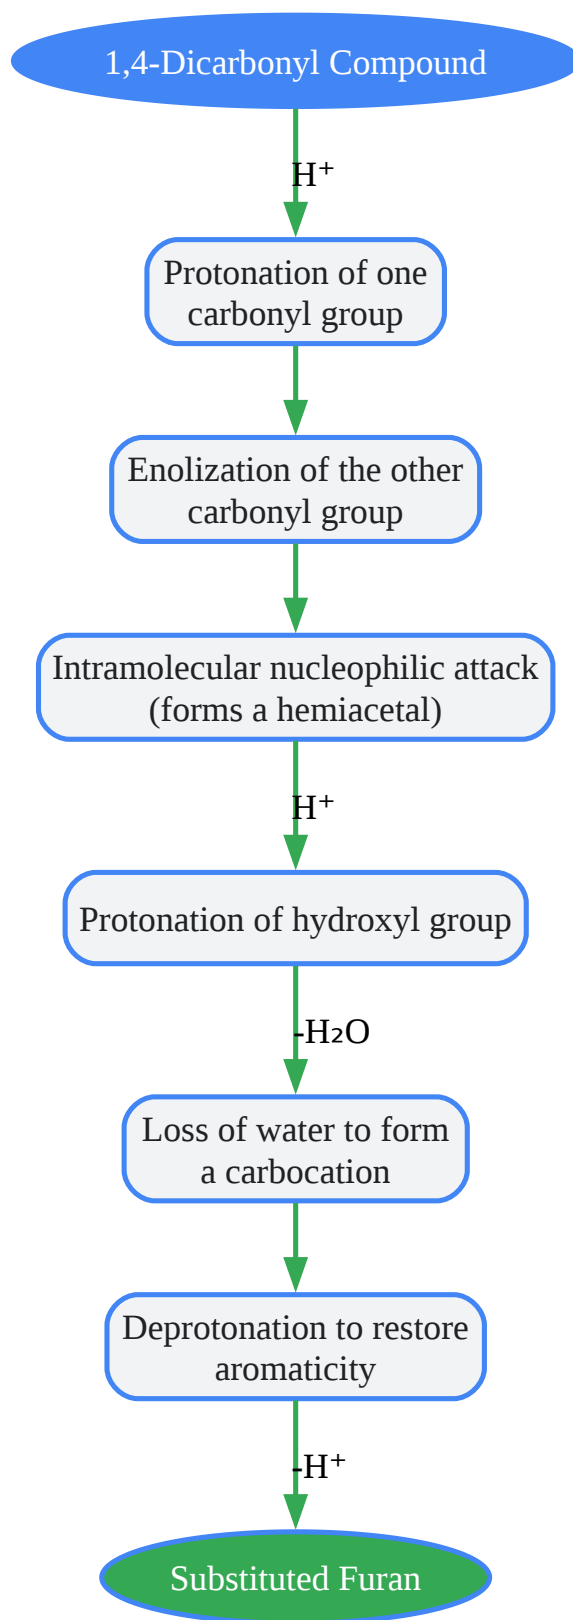 1,4-Dicarbonyl Compound
H⁺
Protonation of one
carbonyl group
Enolization of the other
carbonyl group
Intramolecular nucleophilic attack
(forms a hemiacetal)
H⁺
Protonation of hydroxyl group
-H₂O
Loss of water to form
a carbocation
Deprotonation to restore
aromaticity
-H⁺
Substituted Furan